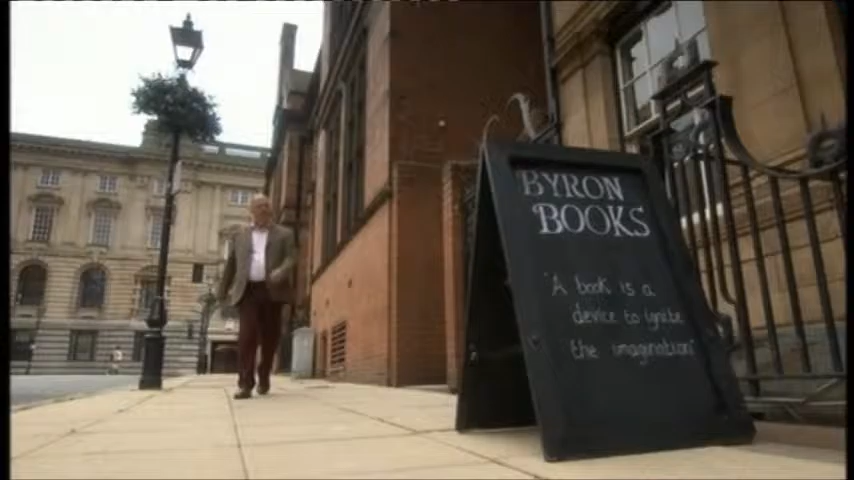 BYRON
BOOKS
"A book is a
device to ignite
the imagination"